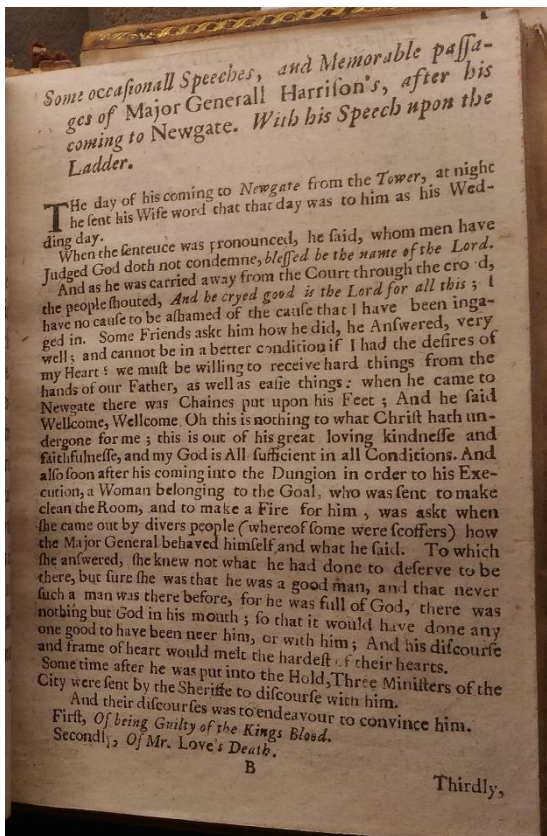 1
Some occaſionall Speeches, and Memorable paſſa-
ges of Major Generall Harriſon's, after his
coming to Newgate. With his Speech upon the
Ladder.
THe day of his coming to Newgate from the Tower, at night
he ſent his Wife word that that day was to him as his Wed-
ding day.
When the ſenteuce was pronounced, he ſaid, whom men have
Judged God doth not condemne, bleſſed be the name of the Lord.
And as he was carried away from the Court through the cro d,
the people ſhouted, And he cryed good is the Lord for all this; I
have no cauſe to be aſhamed of the cauſe that I have been inga-
ged in. Some Friends askt him how he did, he Anſwered, very
well; and cannot be in a better condition if I had the deſires of
my Heart: we muſt be willing to receive hard things from the
hands of our Father, as well as eaſie things: when he came to
Newgate there was Chaines put upon his Feet; And he ſaid
Wellcome, Wellcome, Oh this is nothing to what Chriſt hath un-
dergone for me; this is out of his great loving kindneſſe and
faithfulneſſe, and my God is All ſufficient in all Conditions. And
alſo ſoon after his coming into the Dungion in order to his Exe-
cution, a Woman belonging to the Goal, who was ſent to make
clean the Room, and to make a Fire for him, was askt when
ſhe came out by divers people (whereof ſome were ſcoffers) how
the Major General behaved himſelf, and what he ſaid. To which
ſhe anſwered, ſhe knew not what he had done to deſerve to be
there, but ſure ſhe was that he was a good man, and that never
ſuch a man was there before, for he was full of God, there was
nothing but God in his mouth; ſo that it would have done any
one good to have been neer him, or with him; And his diſcourſe
and frame of heart would melt the hardeſt of their hearts.
Some time after he was put into the Hold, Three Miniſters of the
City were ſent by the Sheriffe to diſcourſe with him.
And their diſcourſes was to endeavour to convince him.
Firſt, Of being Guilty of the Kings Blood.
Secondly, Of Mr. Love's Death.
B
Thirdly,